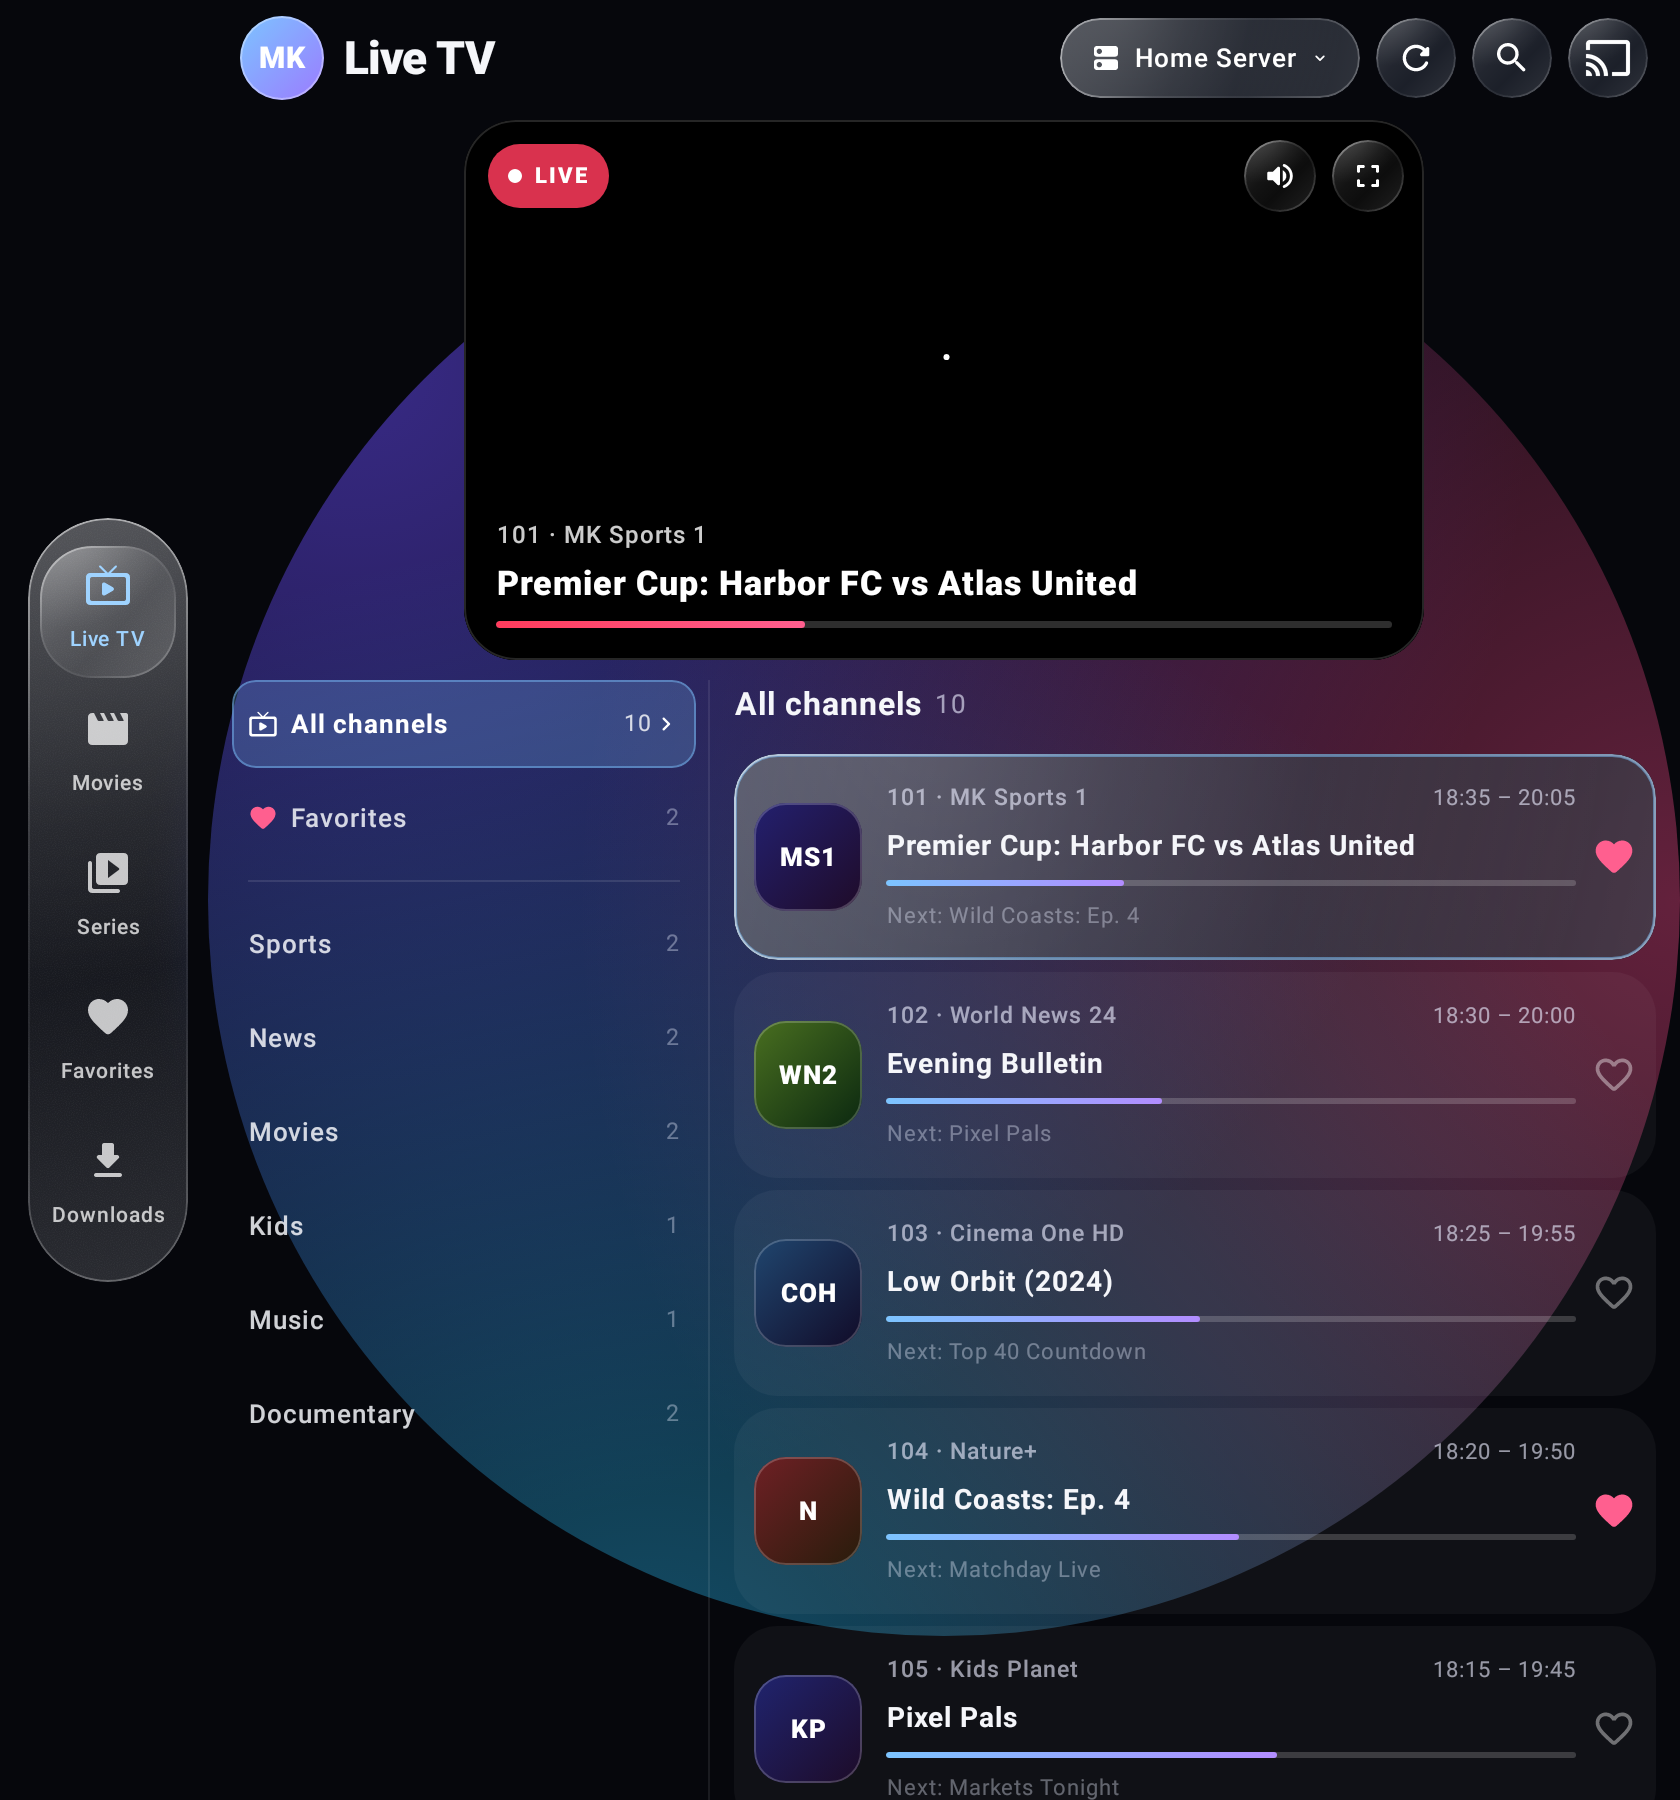 MK
Live TV
Home Server
LIVE
101 · MK Sports 1
Premier Cup: Harbor FC vs Atlas United
Live TV
Movies
Series
Favorites
Downloads
All channels 10
Favorites 2
Sports 2
News 2
Movies 2
Kids 1
Music 1
Documentary 2
All channels 10
MS1
101 · MK Sports 1 18:35 – 20:05
Premier Cup: Harbor FC vs Atlas United
Next: Wild Coasts: Ep. 4
WN2
102 · World News 24 18:30 – 20:00
Evening Bulletin
Next: Pixel Pals
COH
103 · Cinema One HD 18:25 – 19:55
Low Orbit (2024)
Next: Top 40 Countdown
N
104 · Nature+ 18:20 – 19:50
Wild Coasts: Ep. 4
Next: Matchday Live
KP
105 · Kids Planet 18:15 – 19:45
Pixel Pals
Next: Markets Tonight